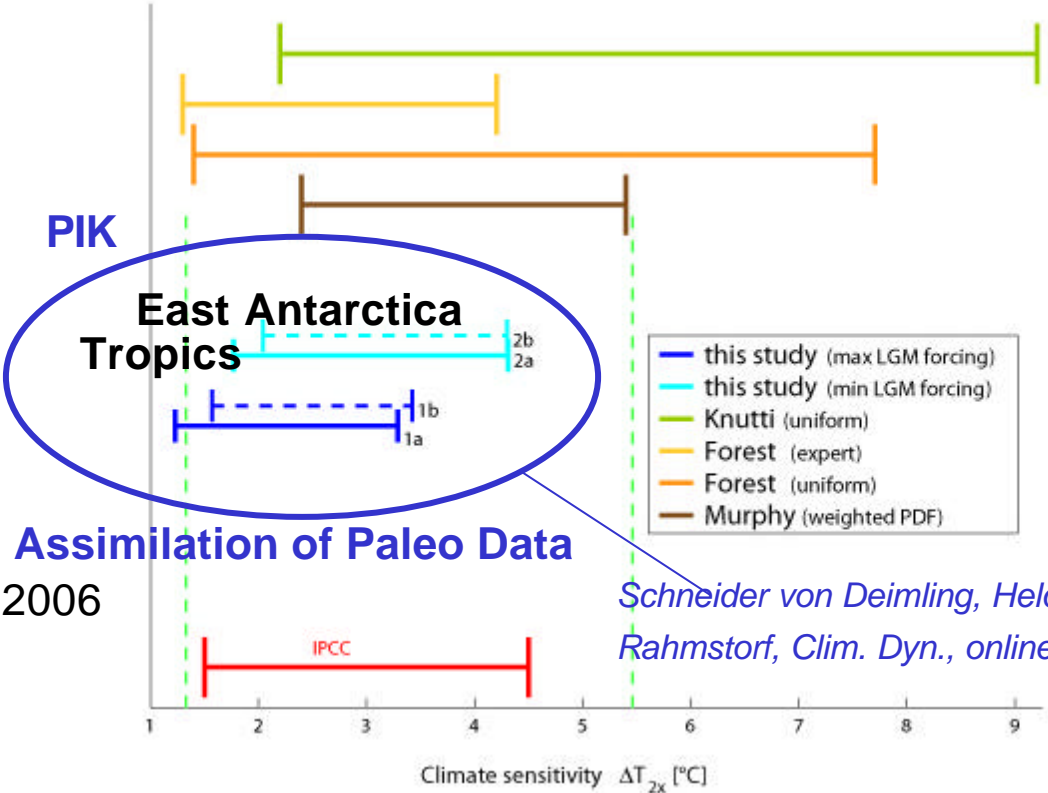 PIK
East Antarctica
Tropics
2b
2a
1b
1a
this study (max LGM forcing)
this study (min LGM forcing)
Knutti (uniform)
Forest (expert)
Forest (uniform)
Murphy (weighted PDF)
Assimilation of Paleo Data
2006
Schneider von Deimling,
Rahmstorf, Clim. Dyn., online
IPCC
1 2 3 4 5 6 7 8 9
Climate sensitivity ΔT2x [°C]